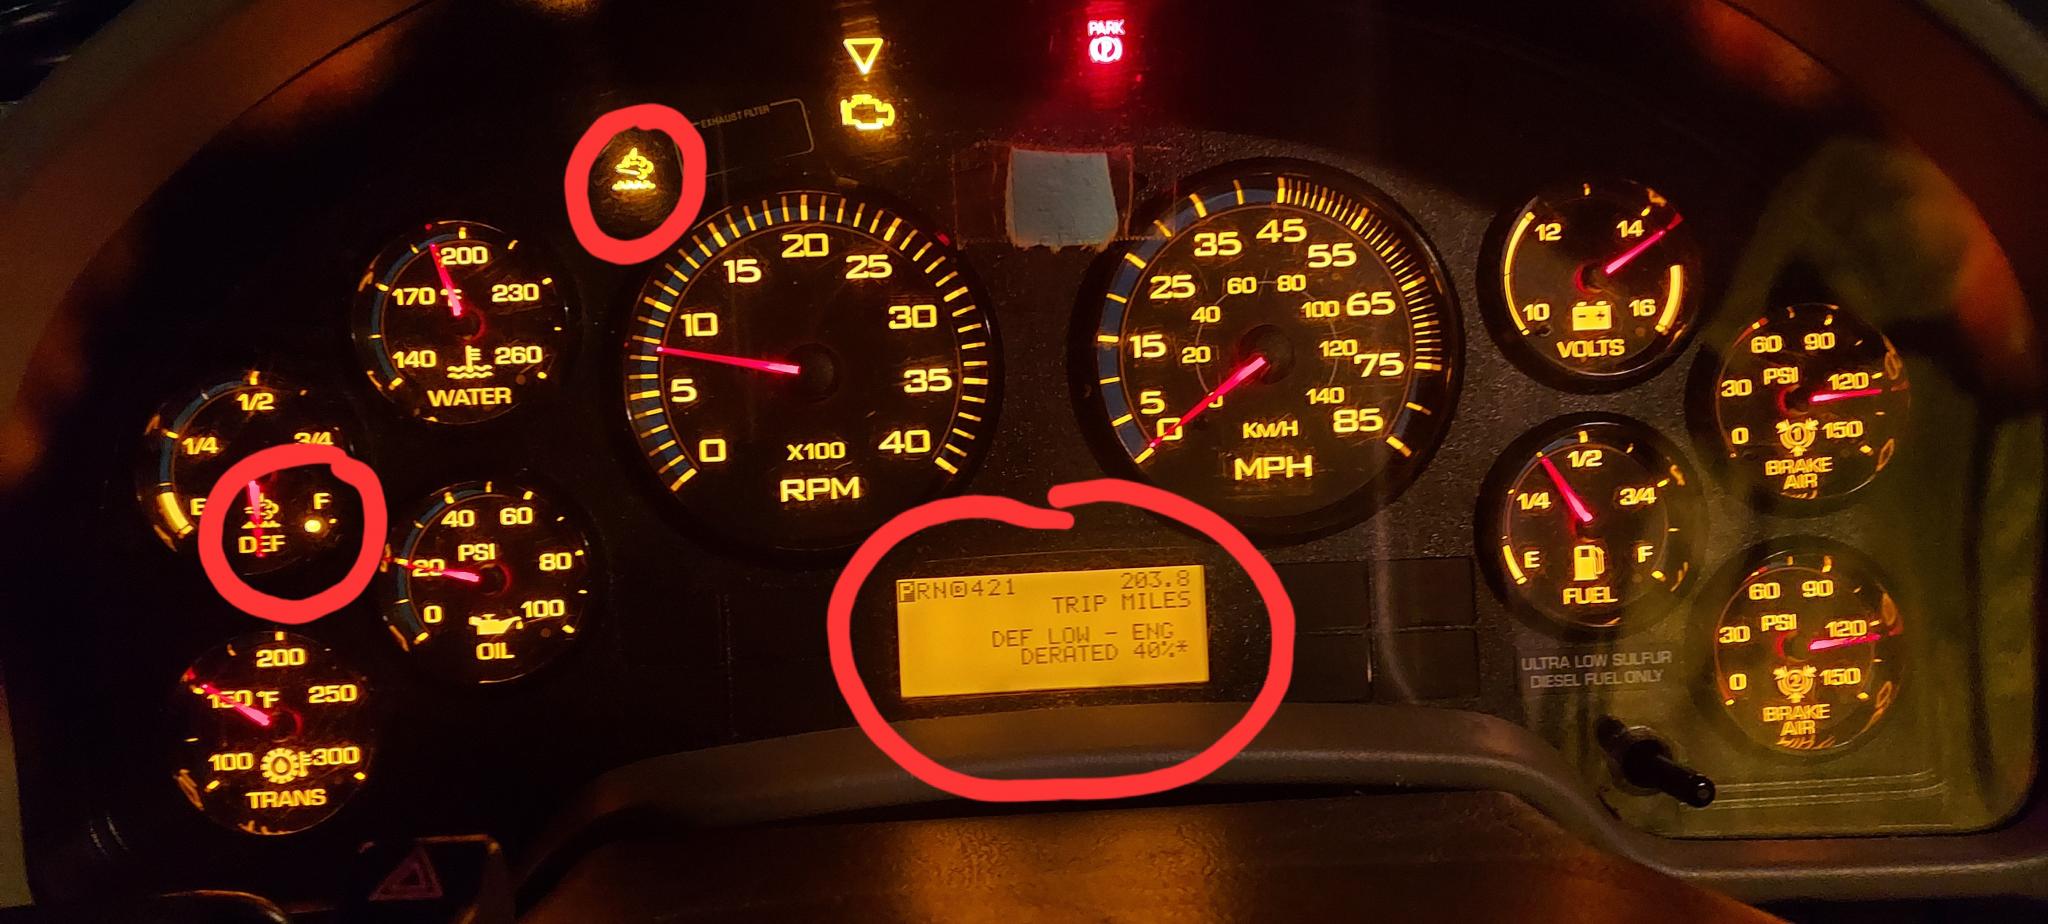 PARK
(P)
EXHAUST FILTER
140 170 200 230 260
°F
WATER
E 1/4 1/2 3/4 F
DEF
0 20 40 60 80 100
PSI
OIL
100 150 200 250 300
°F
TRANS
0 5 10 15 20 25 30 35 40
X100
RPM
0 5 15 25 35 45 55 65 75 85
20 40 60 80 100 120 140
KM/H
MPH
PRND421 203.8
TRIP MILES
DEF LOW - ENG
DERATED 40%*
10 12 14 16
VOLTS
E 1/4 1/2 3/4 F
FUEL
0 30 60 90 120 150
PSI
1
BRAKE
AIR
0 30 60 90 120 150
PSI
2
BRAKE
AIR
ULTRA LOW SULFUR
DIESEL FUEL ONLY